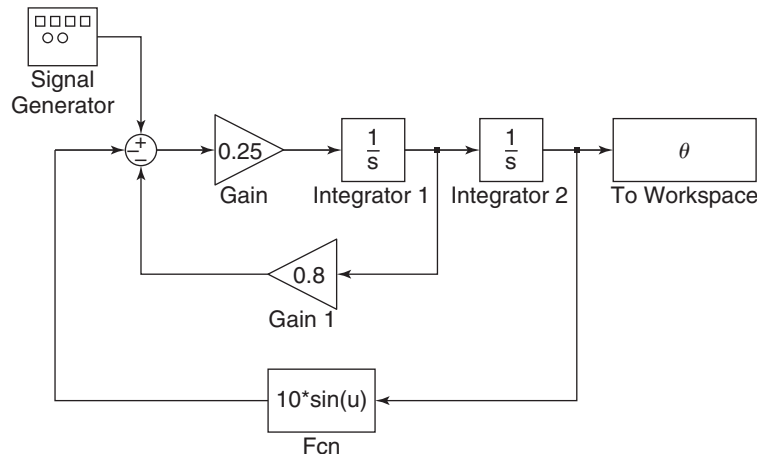 Signal
Generator
+
−
−
0.25
Gain
1
s
Integrator 1
1
s
Integrator 2
θ
To Workspace
0.8
Gain 1
10*sin(u)
Fcn